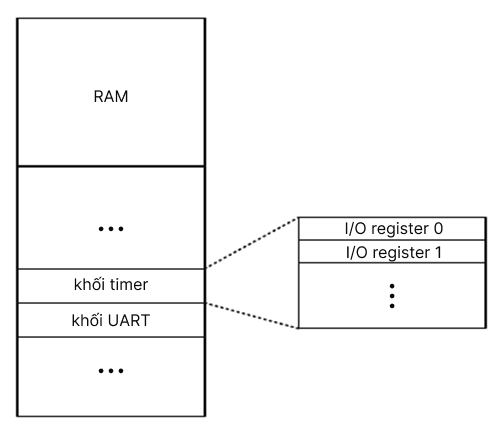 RAM
...
khối timer
khối UART
...
I/O register 0
I/O register 1
⋮